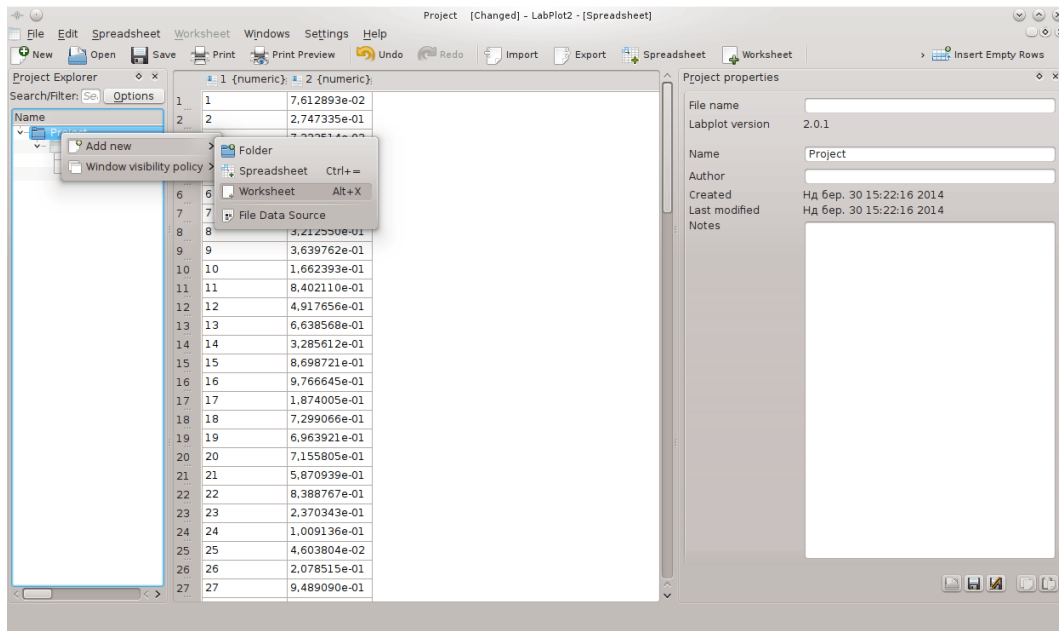 Project [Changed] – LabPlot2 - [Spreadsheet]
File Edit Spreadsheet Worksheet Windows Settings Help
New Open Save Print Print Preview Undo Redo Import Export Spreadsheet Worksheet > Insert Empty Rows
Project Explorer
Search/Filter: Se Options
Name
Project
Add new
Window visibility policy
Folder
Spreadsheet Ctrl+=
Worksheet Alt+X
File Data Source
1 {numeric} 2 {numeric}
1 1 7,612893e-02
2 2 2,747335e-01
6 6
7 7
8 8 3,212550e-01
9 9 3,639762e-01
10 10 1,662393e-01
11 11 8,402110e-01
12 12 4,917656e-01
13 13 6,638568e-01
14 14 3,285612e-01
15 15 8,698721e-01
16 16 9,766645e-01
17 17 1,874005e-01
18 18 7,299066e-01
19 19 6,963921e-01
20 20 7,155805e-01
21 21 5,870939e-01
22 22 8,388767e-01
23 23 2,370343e-01
24 24 1,009136e-01
25 25 4,603804e-02
26 26 2,078515e-01
27 27 9,489090e-01
Project properties
File name
Labplot version 2.0.1
Name Project
Author
Created Нд бер. 30 15:22:16 2014
Last modified Нд бер. 30 15:22:16 2014
Notes